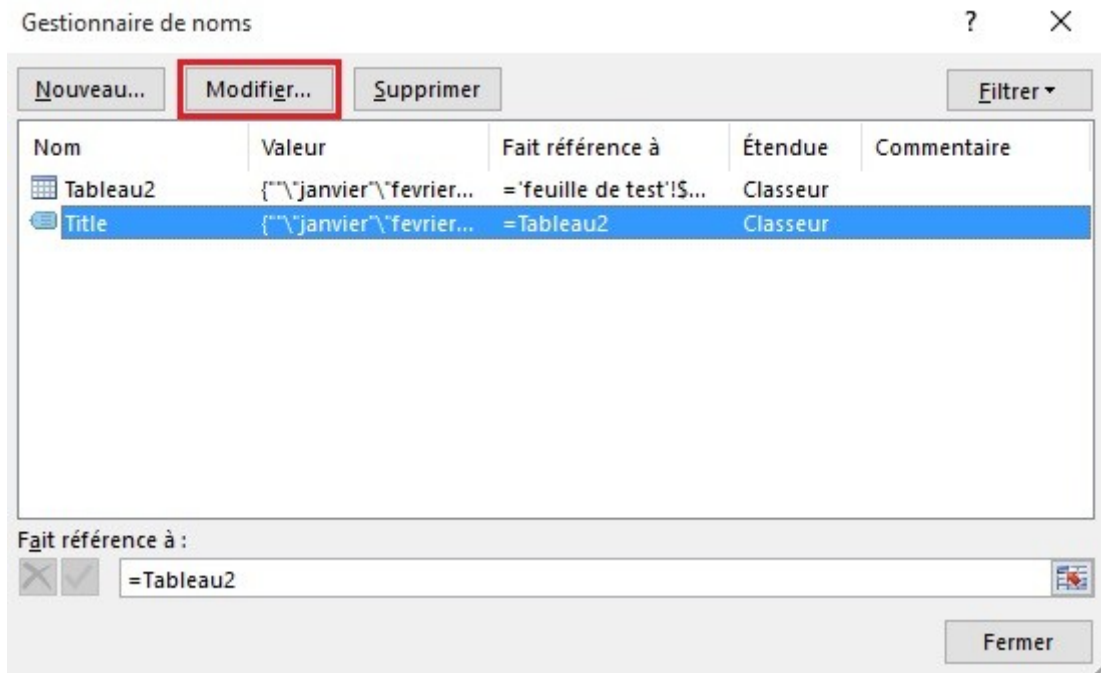 Gestionnaire de noms ?
Nouveau... Modifier... Supprimer Filtrer
Nom Valeur Fait référence à Étendue Commentaire
Tableau2 {""\"janvier"\"fevrier... ='feuille de test'!$... Classeur
Title {""\"janvier"\"fevrier... =Tableau2 Classeur
Fait référence à :
=Tableau2
Fermer